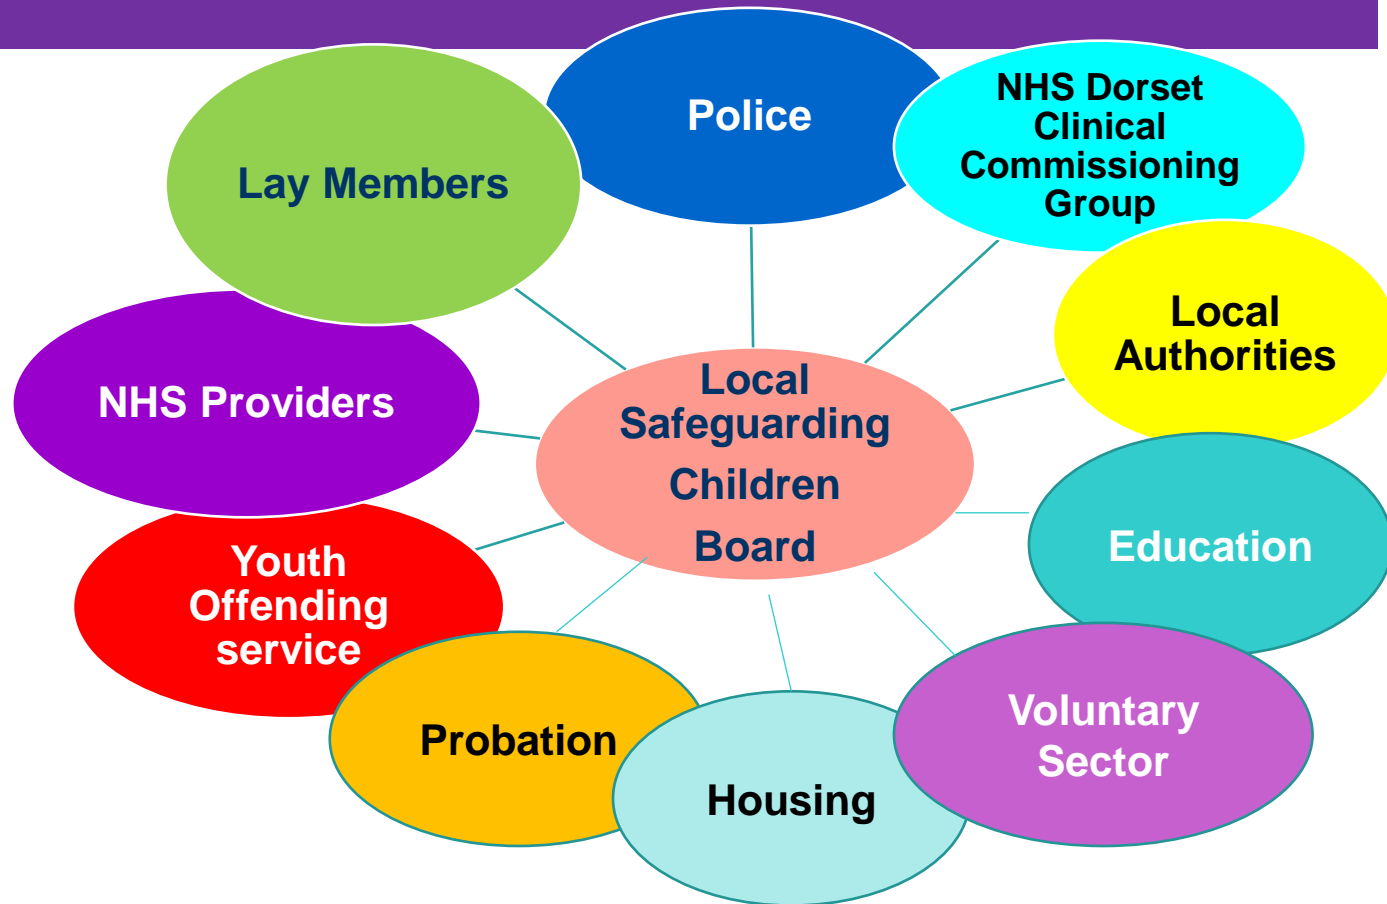 Police
NHS Dorset
Clinical
Commissioning
Group
Lay Members
Local
Authorities
NHS Providers
Local
Safeguarding
Children
Board
Education
Youth
Offending
service
Voluntary
Sector
Probation
Housing